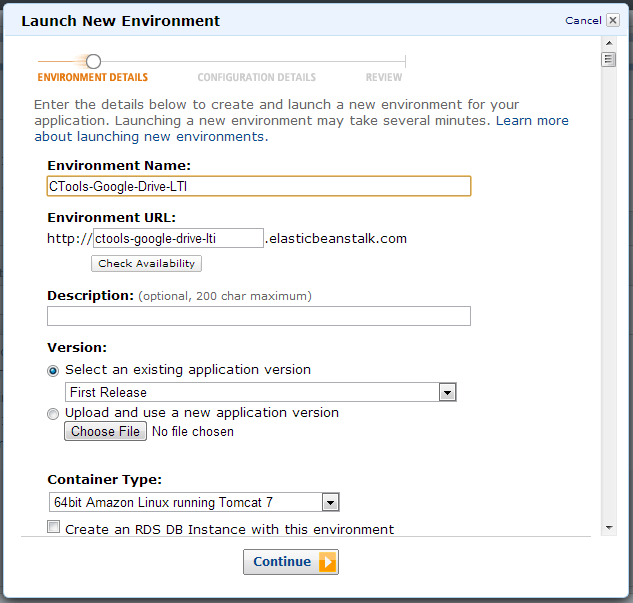 Launch New Environment
Cancel
ENVIRONMENT DETAILS
CONFIGURATION DETAILS
REVIEW
Enter the details below to create and launch a new environment for your
application. Launching a new environment may take several minutes. Learn more
about launching new environments.
Environment Name:
CTools-Google-Drive-LTI
Environment URL:
http://ctools-google-drive-lti.elasticbeanstalk.com
Check Availability
Description: (optional, 200 char maximum)
Version:
Select an existing application version
First Release
Upload and use a new application version
Choose File No file chosen
Container Type:
64bit Amazon Linux running Tomcat 7
Create an RDS DB Instance with this environment
Continue